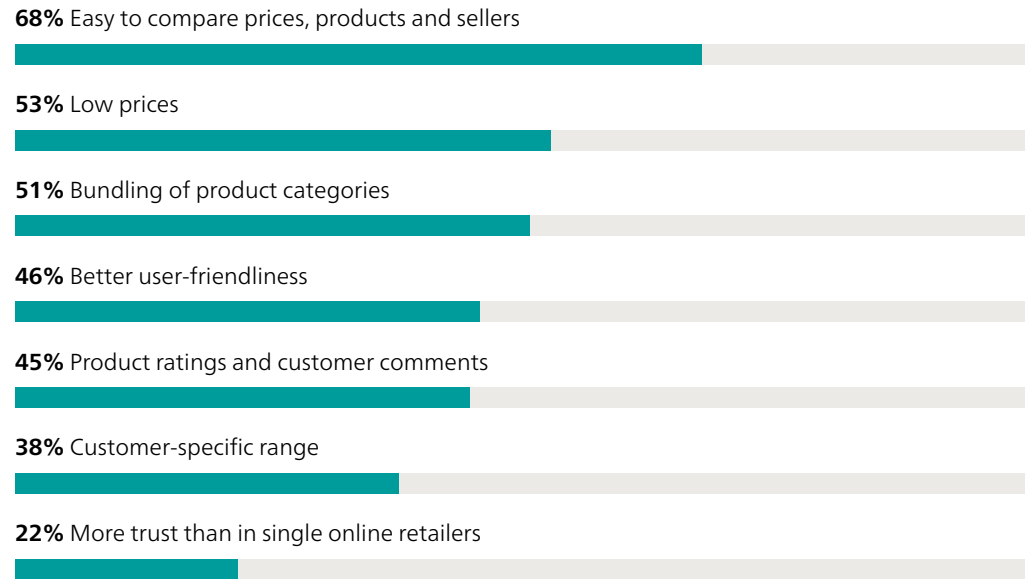 68% Easy to compare prices, products and sellers
53% Low prices
51% Bundling of product categories
46% Better user-friendliness
45% Product ratings and customer comments
38% Customer-specific range
22% More trust than in single online retailers